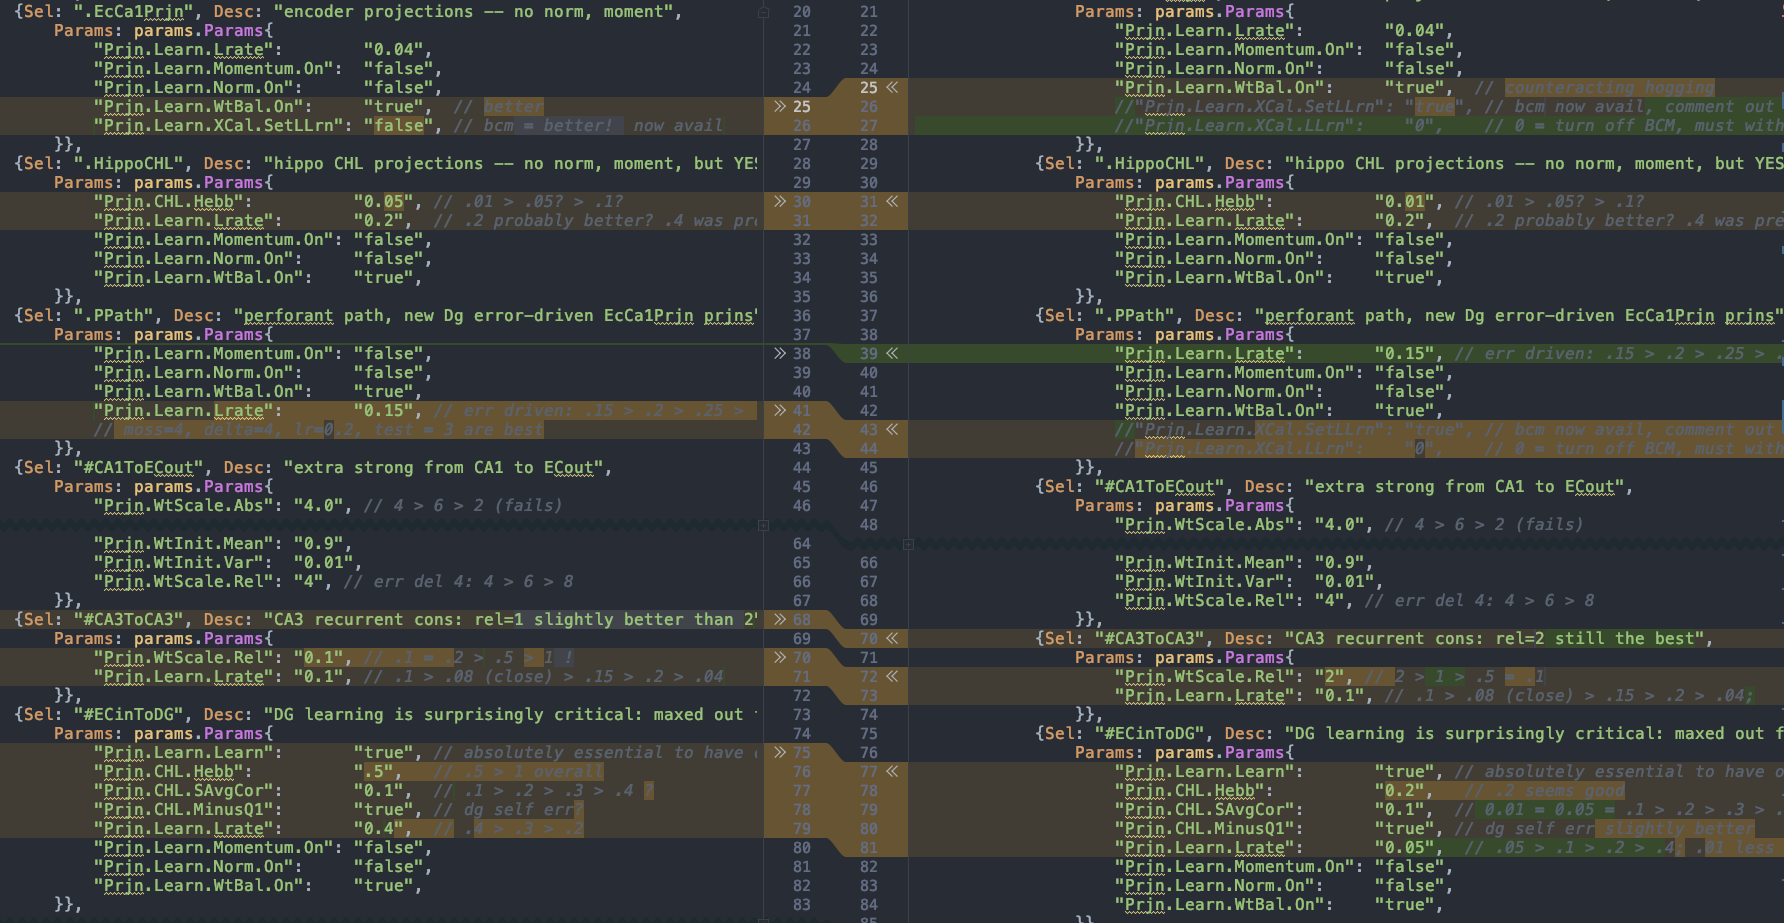 {Sel: ".EcCa1Prjn", Desc: "encoder projections -- no norm, moment",
Params: params.Params{
"Prjn.Learn.Lrate": "0.04",
"Prjn.Learn.Momentum.On": "false",
"Prjn.Learn.Norm.On": "false",
"Prjn.Learn.WtBal.On": "true", // better
"Prjn.Learn.XCal.SetLLrn": "false", // bcm = better! now avail
}},
{Sel: ".HippoCHL", Desc: "hippo CHL projections -- no norm, moment, but YES
Params: params.Params{
"Prjn.CHL.Hebb": "0.05", // .01 > .05? > .1?
"Prjn.Learn.Lrate": "0.2", // .2 probably better? .4 was pr
"Prjn.Learn.Momentum.On": "false",
"Prjn.Learn.Norm.On": "false",
"Prjn.Learn.WtBal.On": "true",
}},
{Sel: ".PPath", Desc: "perforant path, new Dg error-driven EcCa1Prjn prjns"
Params: params.Params{
"Prjn.Learn.Momentum.On": "false",
"Prjn.Learn.Norm.On": "false",
"Prjn.Learn.WtBal.On": "true",
"Prjn.Learn.Lrate": "0.15", // err driven: .15 > .2 > .25 >
// moss=4, delta=4, lr=0.2, test = 3 are best
}},
{Sel: "#CA1ToECout", Desc: "extra strong from CA1 to ECout",
Params: params.Params{
"Prjn.WtScale.Abs": "4.0", // 4 > 6 > 2 (fails)
"Prjn.WtInit.Mean": "0.9",
"Prjn.WtInit.Var": "0.01",
"Prjn.WtScale.Rel": "4", // err del 4: 4 > 6 > 8
}},
{Sel: "#CA3ToCA3", Desc: "CA3 recurrent cons: rel=1 slightly better than 2"
Params: params.Params{
"Prjn.WtScale.Rel": "0.1", // .1 = .2 > .5 > 1 !
"Prjn.Learn.Lrate": "0.1", // .1 > .08 (close) > .15 > .2 > .04
}},
{Sel: "#ECinToDG", Desc: "DG learning is surprisingly critical: maxed out
Params: params.Params{
"Prjn.Learn.Learn": "true", // absolutely essential to have
"Prjn.CHL.Hebb": ".5", // .5 > 1 overall
"Prjn.CHL.SAvgCor": "0.1", // .1 > .2 > .3 > .4 ?
"Prjn.CHL.MinusQ1": "true", // dg self err?
"Prjn.Learn.Lrate": "0.4", // .4 > .3 > .2
"Prjn.Learn.Momentum.On": "false",
"Prjn.Learn.Norm.On": "false",
"Prjn.Learn.WtBal.On": "true",
}},
20 21
21 22
22 23
23 24
24 25 «
» 25 26
26 27
27 28
28 29
29 30
» 30 31 «
31 32
32 33
33 34
34 35
35 36
36 37
37 38
» 38 39 «
39 40
40 41
» 41 42
42 43 «
43 44
44 45
45 46
46 47
48
64
65 66
66 67
67 68
» 68 69
69 70 «
» 70 71
71 72 «
72 73
73 74
74 75
» 75 76
76 77 «
77 78
78 79
79 80
80 81
81 82
82 83
83 84
85
Params: params.Params{
"Prjn.Learn.Lrate": "0.04",
"Prjn.Learn.Momentum.On": "false",
"Prjn.Learn.Norm.On": "false",
"Prjn.Learn.WtBal.On": "true", // counteracting hogging
//"Prjn.Learn.XCal.SetLLrn": "true", // bcm now avail, comment out
//"Prjn.Learn.XCal.LLrn": "0", // 0 = turn off BCM, must with
}},
{Sel: ".HippoCHL", Desc: "hippo CHL projections -- no norm, moment, but YES
Params: params.Params{
"Prjn.CHL.Hebb": "0.01", // .01 > .05? > .1?
"Prjn.Learn.Lrate": "0.2", // .2 probably better? .4 was pre
"Prjn.Learn.Momentum.On": "false",
"Prjn.Learn.Norm.On": "false",
"Prjn.Learn.WtBal.On": "true",
}},
{Sel: ".PPath", Desc: "perforant path, new Dg error-driven EcCa1Prjn prjns"
Params: params.Params{
"Prjn.Learn.Lrate": "0.15", // err driven: .15 > .2 > .25 > .
"Prjn.Learn.Momentum.On": "false",
"Prjn.Learn.Norm.On": "false",
"Prjn.Learn.WtBal.On": "true",
//"Prjn.Learn.XCal.SetLLrn": "true", // bcm now avail, comment out
//"Prjn.Learn.XCal.LLrn": "0", // 0 = turn off BCM, must with
}},
{Sel: "#CA1ToECout", Desc: "extra strong from CA1 to ECout",
Params: params.Params{
"Prjn.WtScale.Abs": "4.0", // 4 > 6 > 2 (fails)
"Prjn.WtInit.Mean": "0.9",
"Prjn.WtInit.Var": "0.01",
"Prjn.WtScale.Rel": "4", // err del 4: 4 > 6 > 8
}},
{Sel: "#CA3ToCA3", Desc: "CA3 recurrent cons: rel=2 still the best",
Params: params.Params{
"Prjn.WtScale.Rel": "2", // 2 > 1 > .5 = .1
"Prjn.Learn.Lrate": "0.1", // .1 > .08 (close) > .15 > .2 > .04;
}},
{Sel: "#ECinToDG", Desc: "DG learning is surprisingly critical: maxed out f
Params: params.Params{
"Prjn.Learn.Learn": "true", // absolutely essential to have o
"Prjn.CHL.Hebb": "0.2", // .2 seems good
"Prjn.CHL.SAvgCor": "0.1", // 0.01 = 0.05 = .1 > .2 > .3 > .
"Prjn.CHL.MinusQ1": "true", // dg self err slightly better
"Prjn.Learn.Lrate": "0.05", // .05 > .1 > .2 > .4; .01 less
"Prjn.Learn.Momentum.On": "false",
"Prjn.Learn.Norm.On": "false",
"Prjn.Learn.WtBal.On": "true",
}},